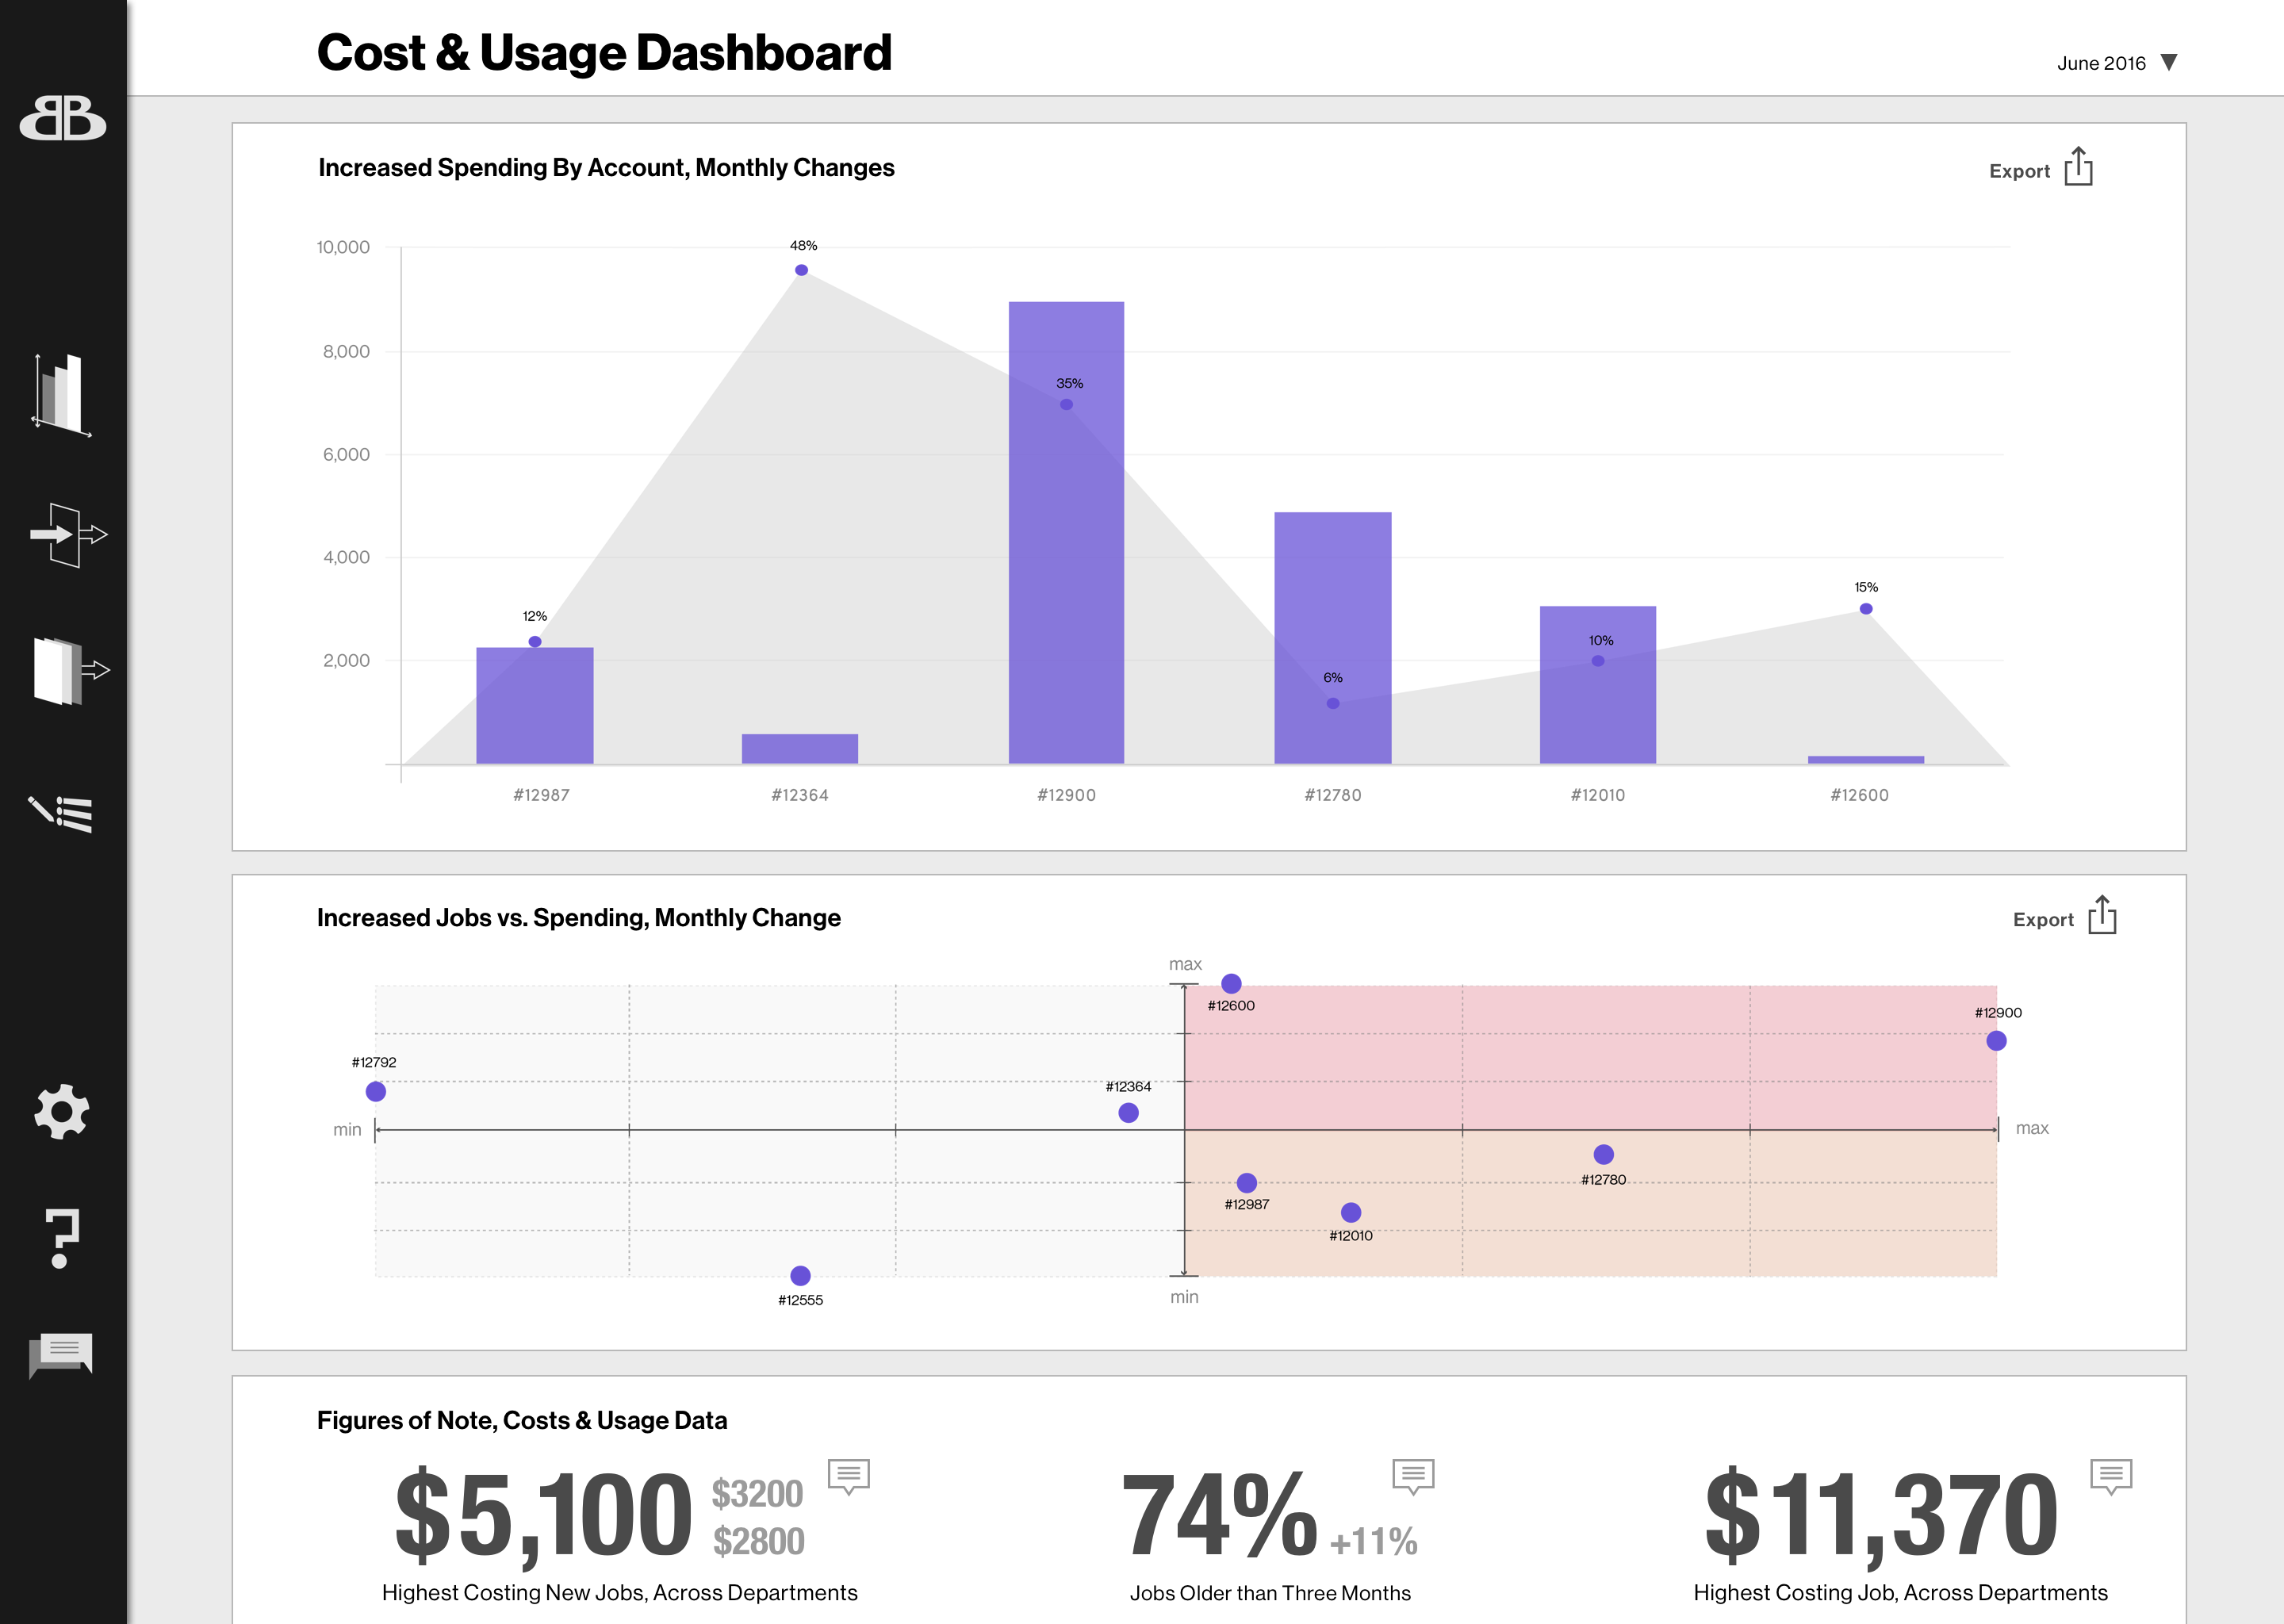 Cost & Usage Dashboard
June 2016
Increased Spending By Account, Monthly Changes
Export
10,000
8,000
6,000
4,000
2,000
48%
35%
12%
6%
10%
15%
#12987
#12364
#12900
#12780
#12010
#12600
Increased Jobs vs. Spending, Monthly Change
Export
max
#12600
#12900
#12792
#12364
min
max
#12780
#12987
#12010
#12555
min
Figures of Note, Costs & Usage Data
$5,100
$3200
$2800
Highest Costing New Jobs, Across Departments
74%
+11%
Jobs Older than Three Months
$11,370
Highest Costing Job, Across Departments